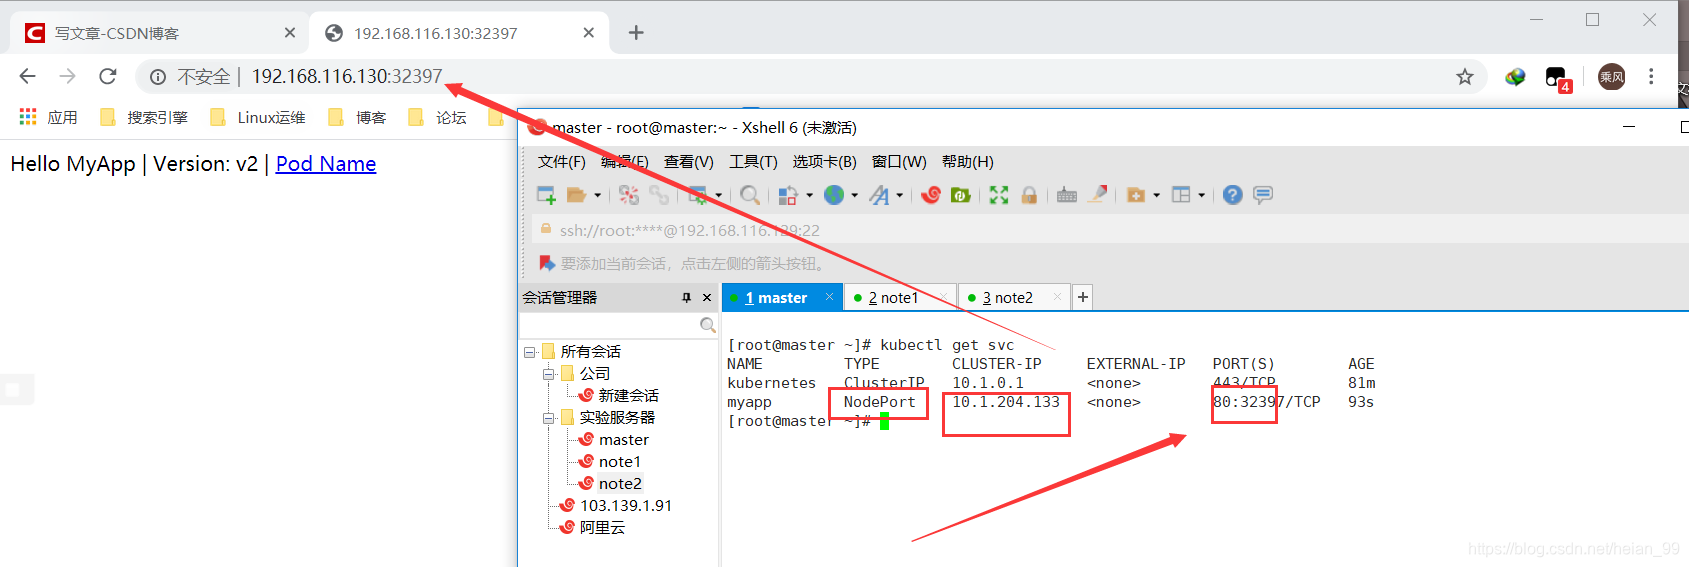 写文章-CSDN博客
192.168.116.130:32397
不安全 | 192.168.116.130:32397
4
乘风
应用 搜索引擎 Linux运维 博客 论坛
Hello MyApp | Version: v2 | Pod Name
master - root@master:~ - Xshell 6 (未激活)
文件(F) 编辑(E) 查看(V) 工具(T) 选项卡(B) 窗口(W) 帮助(H)
ssh://root:****@192.168.116.129:22
要添加当前会话，点击左侧的箭头按钮。
会话管理器
1 master 2 note1 3 note2
所有会话
公司
新建会话
实验服务器
master
note1
note2
103.139.1.91
阿里云
[root@master ~]# kubectl get svc
NAME TYPE CLUSTER-IP EXTERNAL-IP PORT(S) AGE
kubernetes ClusterIP 10.1.0.1 <none> 443/TCP 81m
myapp NodePort 10.1.204.133 <none> 80:32397/TCP 93s
[root@master ~]#
https://blog.csdn.net/heian_99